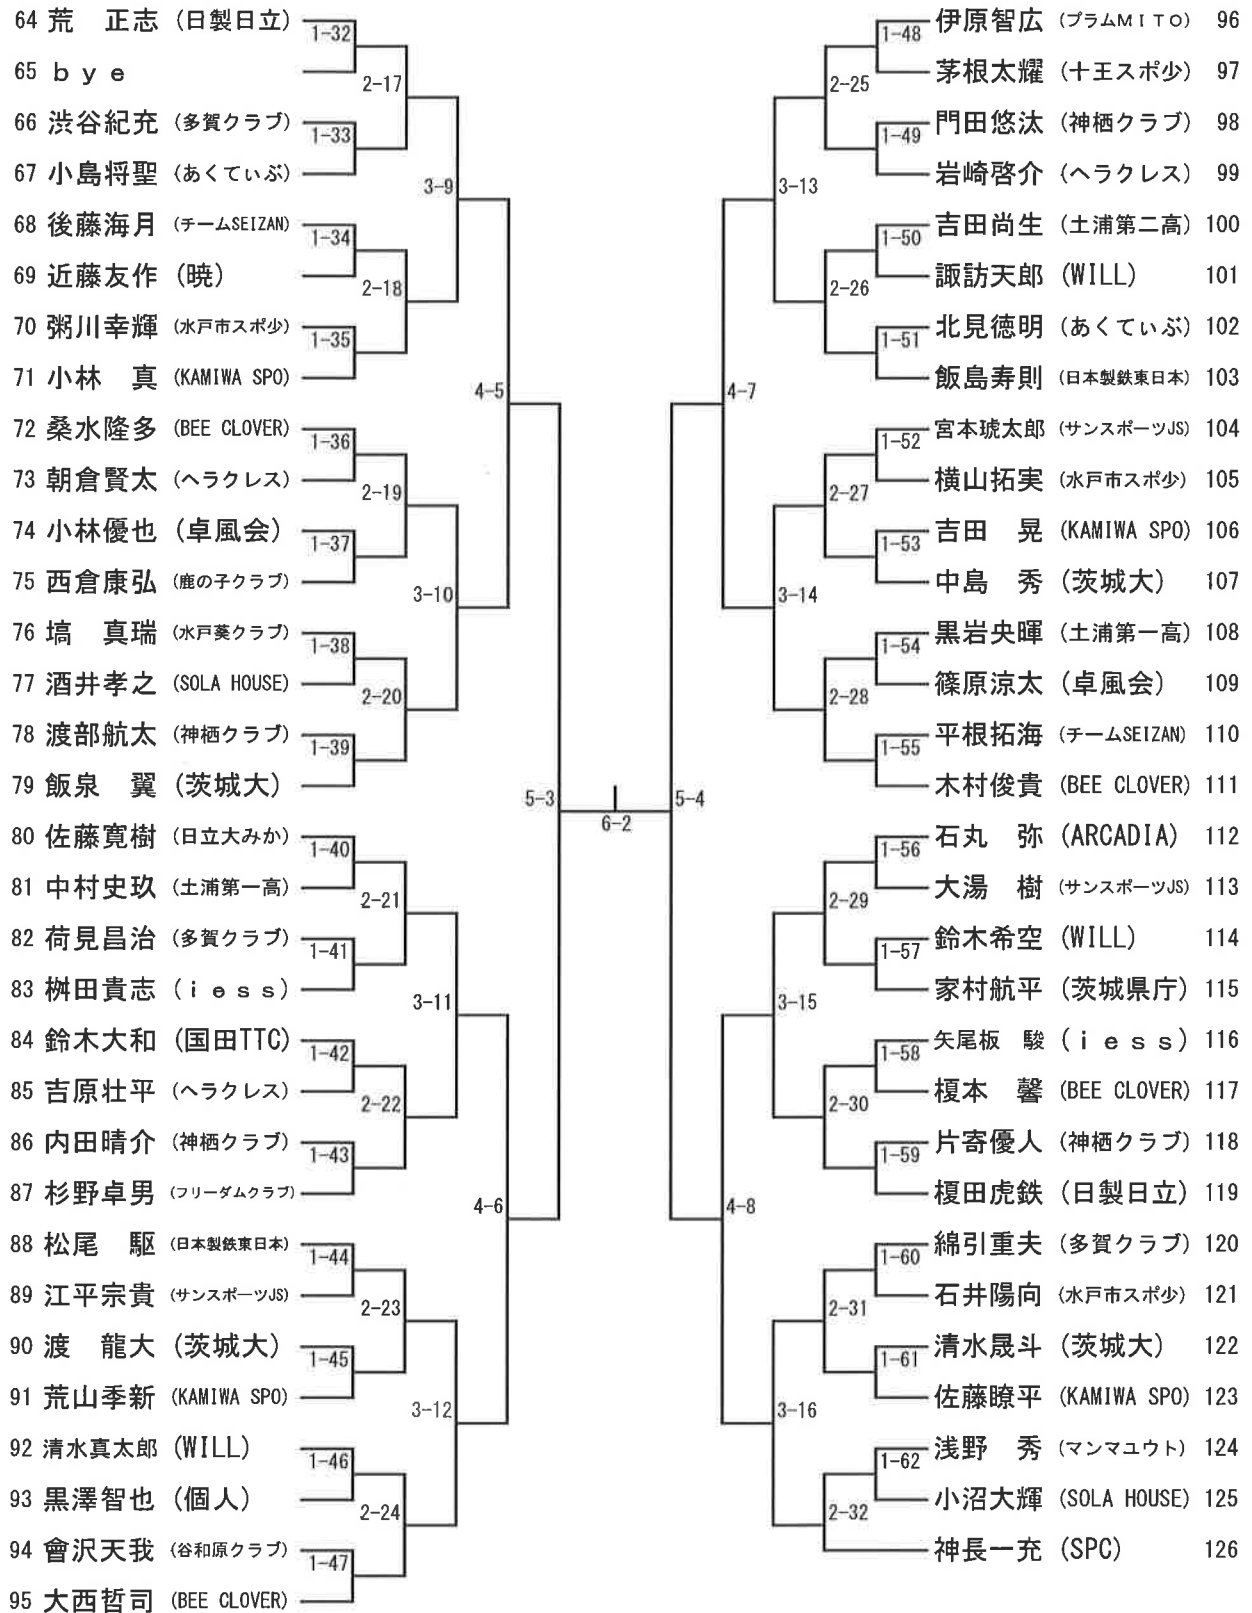 64 荒　正志 (日製日立)
65 ｂｙｅ
66 渋谷紀充 (多賀クラブ)
67 小島将聖 (あくてぃぶ)
68 後藤海月 (チームSEIZAN)
69 近藤友作 (暁)
70 粥川幸輝 (水戸市スポ少)
71 小林　真 (KAMIWA SPO)
72 桑水隆多 (BEE CLOVER)
73 朝倉賢太 (ヘラクレス)
74 小林優也 (卓風会)
75 西倉康弘 (鹿の子クラブ)
76 塙　真瑞 (水戸葵クラブ)
77 酒井孝之 (SOLA HOUSE)
78 渡部航太 (神栖クラブ)
79 飯泉　翼 (茨城大)
80 佐藤寛樹 (日立大みか)
81 中村史玖 (土浦第一高)
82 荷見昌治 (多賀クラブ)
83 桝田貴志 (ｉｅｓｓ)
84 鈴木大和 (国田TTC)
85 吉原壮平 (ヘラクレス)
86 内田晴介 (神栖クラブ)
87 杉野卓男 (フリーダムクラブ)
88 松尾　駆 (日本製鉄東日本)
89 江平宗貴 (サンスポーツJS)
90 渡　龍大 (茨城大)
91 荒山季新 (KAMIWA SPO)
92 清水真太郎 (WILL)
93 黒澤智也 (個人)
94 會沢天我 (谷和原クラブ)
95 大西哲司 (BEE CLOVER)
1-32
1-33
1-34
1-35
1-36
1-37
1-38
1-39
1-40
1-41
1-42
1-43
1-44
1-45
1-46
1-47
2-17
2-18
2-19
2-20
2-21
2-22
2-23
2-24
3-9
3-10
3-11
3-12
4-5
4-6
5-3
6-2
5-4
4-7
4-8
3-13
3-14
3-15
3-16
2-25
2-26
2-27
2-28
2-29
2-30
2-31
2-32
1-48
1-49
1-50
1-51
1-52
1-53
1-54
1-55
1-56
1-57
1-58
1-59
1-60
1-61
1-62
伊原智広 (プラムＭＩＴＯ) 96
茅根太耀 (十王スポ少) 97
門田悠汰 (神栖クラブ) 98
岩崎啓介 (ヘラクレス) 99
吉田尚生 (土浦第二高) 100
諏訪天郎 (WILL) 101
北見徳明 (あくてぃぶ) 102
飯島寿則 (日本製鉄東日本) 103
宮本琥太郎 (サンスポーツJS) 104
横山拓実 (水戸市スポ少) 105
吉田　晃 (KAMIWA SPO) 106
中島　秀 (茨城大) 107
黒岩央暉 (土浦第一高) 108
篠原涼太 (卓風会) 109
平根拓海 (チームSEIZAN) 110
木村俊貴 (BEE CLOVER) 111
石丸　弥 (ARCADIA) 112
大湯　樹 (サンスポーツJS) 113
鈴木希空 (WILL) 114
家村航平 (茨城県庁) 115
矢尾板　駿 (ｉｅｓｓ) 116
榎本　馨 (BEE CLOVER) 117
片寄優人 (神栖クラブ) 118
榎田虎鉄 (日製日立) 119
綿引重夫 (多賀クラブ) 120
石井陽向 (水戸市スポ少) 121
清水晟斗 (茨城大) 122
佐藤瞭平 (KAMIWA SPO) 123
浅野　秀 (マンマユウト) 124
小沼大輝 (SOLA HOUSE) 125
神長一充 (SPC) 126